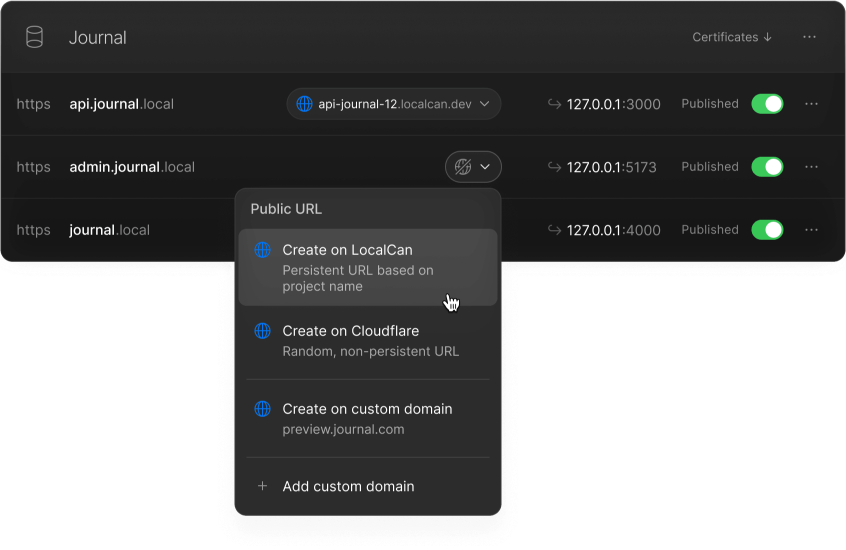 Journal Certificates ↓ ...
https api.journal.local api-journal-12.localcan.dev ↪ 127.0.0.1:3000 Published ...
https admin.journal.local ↪ 127.0.0.1:5173 Published ...
Public URL
https journal.local ↪ 127.0.0.1:4000 Published ...
Create on LocalCan
Persistent URL based on
project name
Create on Cloudflare
Random, non-persistent URL
Create on custom domain
preview.journal.com
+ Add custom domain